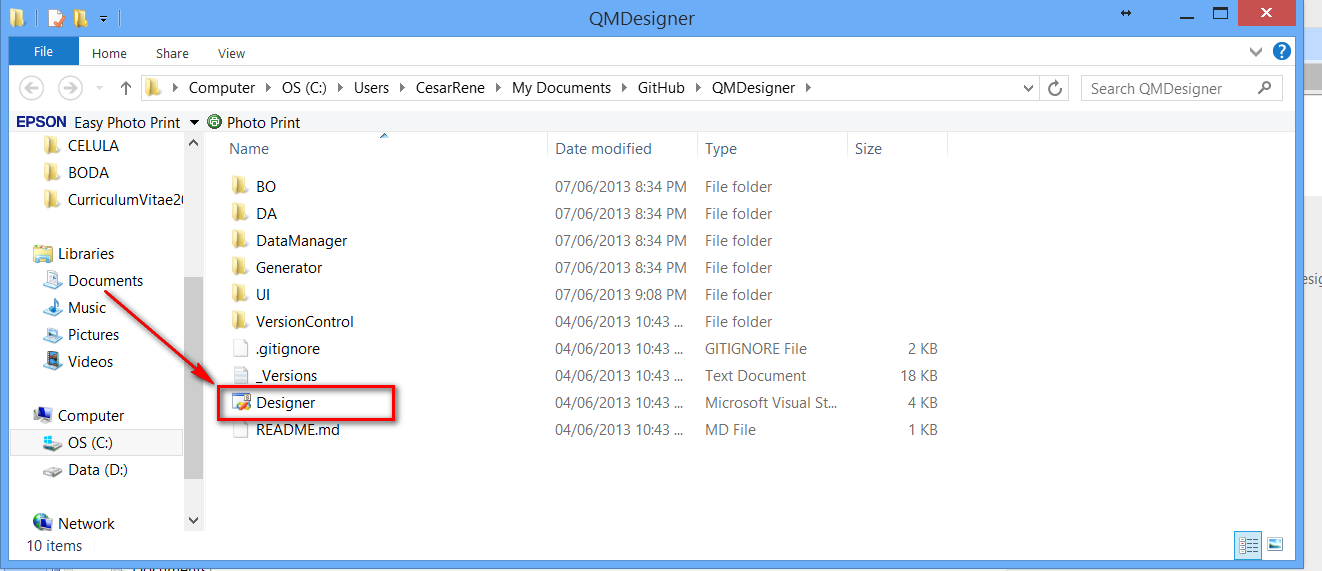 QMDesigner
File Home Share View
Computer OS (C:) Users CesarRene My Documents GitHub QMDesigner Search QMDesigner
EPSON Easy Photo Print Photo Print
CELULA
BODA
CurriculumVitae20
Libraries
Documents
Music
Pictures
Videos
Computer
OS (C:)
Data (D:)
Network
Name Date modified Type Size
BO 07/06/2013 8:34 PM File folder
DA 07/06/2013 8:34 PM File folder
DataManager 07/06/2013 8:34 PM File folder
Generator 07/06/2013 8:34 PM File folder
UI 07/06/2013 9:08 PM File folder
VersionControl 04/06/2013 10:43 ... File folder
.gitignore 04/06/2013 10:43 ... GITIGNORE File 2 KB
_Versions 04/06/2013 10:43 ... Text Document 18 KB
Designer 04/06/2013 10:43 ... Microsoft Visual St... 4 KB
README.md 04/06/2013 10:43 ... MD File 1 KB
10 items